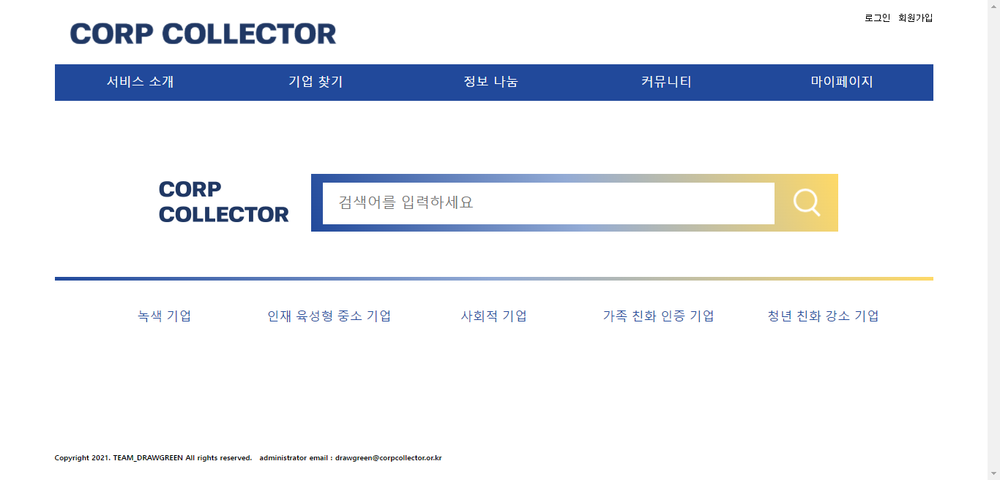 로그인 회원가입
CORP COLLECTOR
서비스 소개 기업 찾기 정보 나눔 커뮤니티 마이페이지
CORP
COLLECTOR
검색어를 입력하세요
녹색 기업 인재 육성형 중소 기업 사회적 기업 가족 친화 인증 기업 청년 친화 강소 기업
Copyright 2021. TEAM_DRAWGREEN All rights reserved. administrator email : drawgreen@corpcollector.or.kr